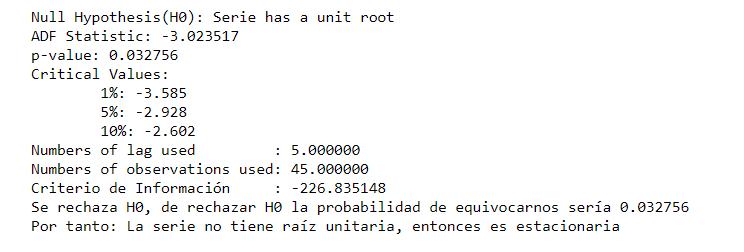 Null Hypothesis(H0): Serie has a unit root
ADF Statistic: -3.023517
p-value: 0.032756
Critical Values:
1%: -3.585
5%: -2.928
10%: -2.602
Numbers of lag used : 5.000000
Numbers of observations used: 45.000000
Criterio de Información : -226.835148
Se rechaza H0, de rechazar H0 la probabilidad de equivocarnos sería 0.032756
Por tanto: La serie no tiene raíz unitaria, entonces es estacionaria